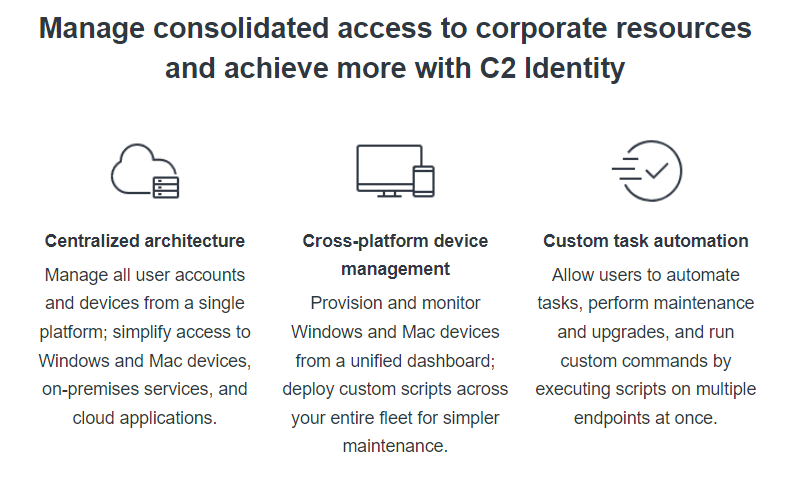 Manage consolidated access to corporate resources
and achieve more with C2 Identity
Centralized architecture
Manage all user accounts
and devices from a single
platform; simplify access to
Windows and Mac devices,
on-premises services, and
cloud applications.
Cross-platform device
management
Provision and monitor
Windows and Mac devices
from a unified dashboard;
deploy custom scripts across
your entire fleet for simpler
maintenance.
Custom task automation
Allow users to automate
tasks, perform maintenance
and upgrades, and run
custom commands by
executing scripts on multiple
endpoints at once.